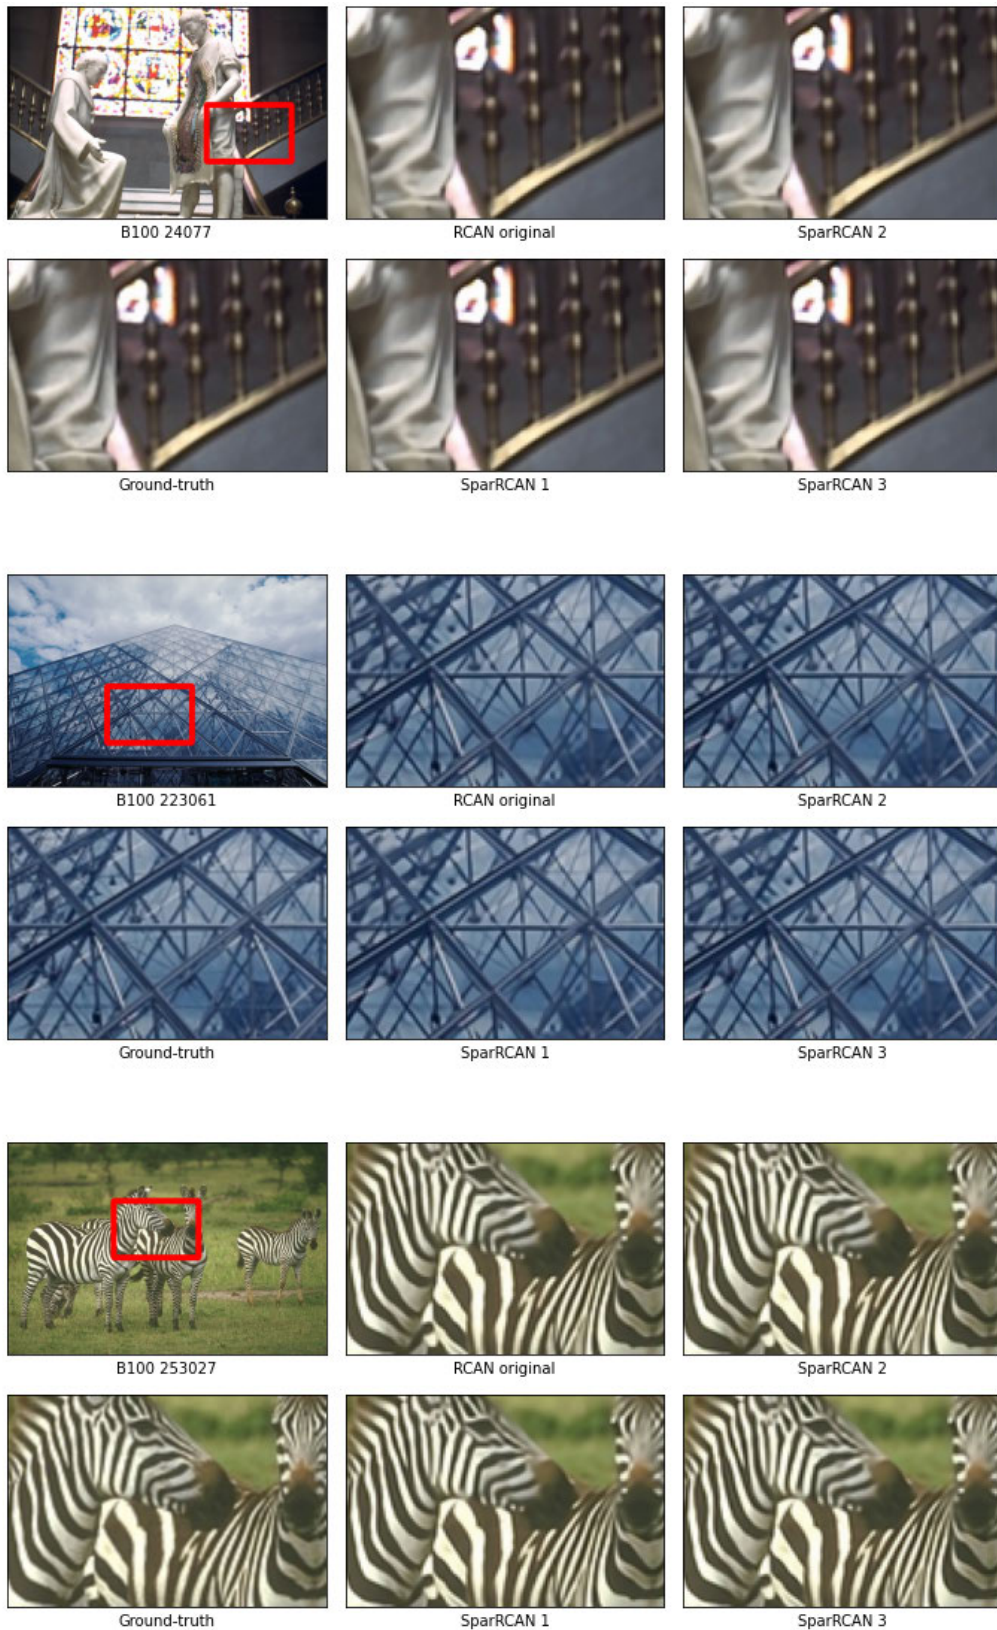 B100 24077
RCAN original
SparRCAN 2
Ground-truth
SparRCAN 1
SparRCAN 3
B100 223061
RCAN original
SparRCAN 2
Ground-truth
SparRCAN 1
SparRCAN 3
B100 253027
RCAN original
SparRCAN 2
Ground-truth
SparRCAN 1
SparRCAN 3